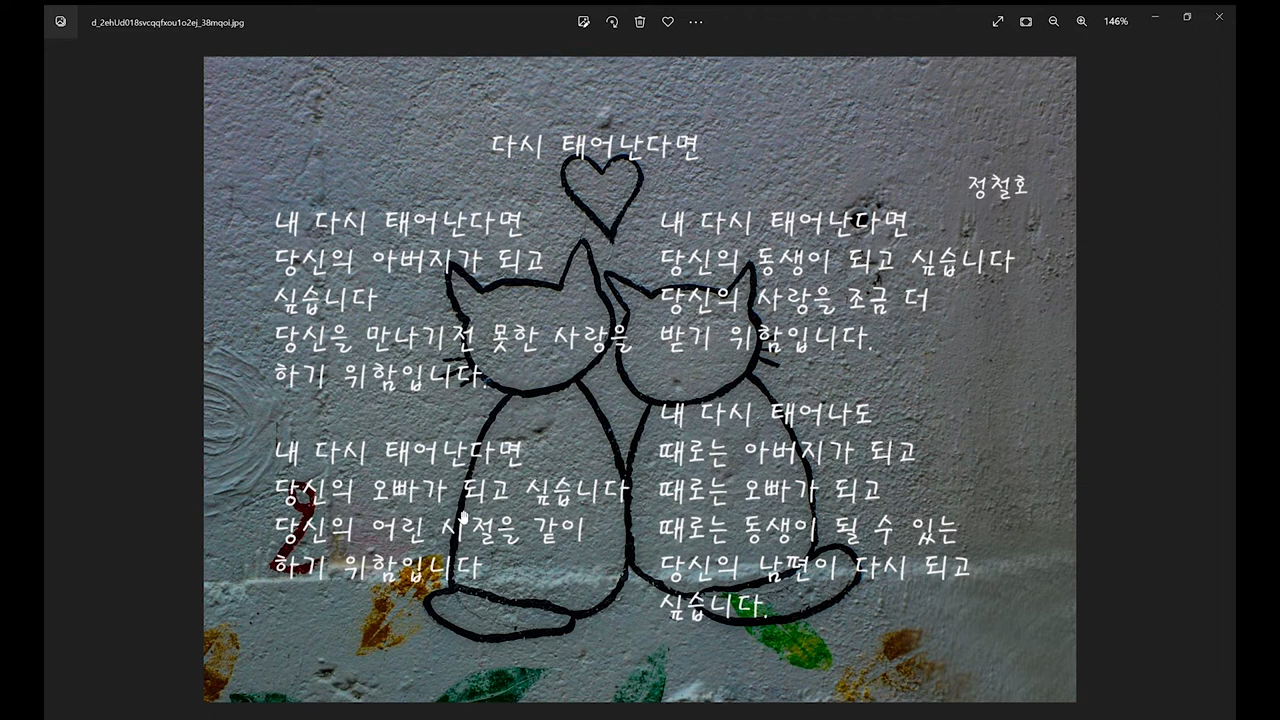 d_2ehUd018svcqqfxou1o2ej_38mqoi.jpg
146%
다시 태어난다면
정철호
내 다시 태어난다면
당신의 아버지가 되고
싶습니다
당신을 만나기전 못한 사랑을
하기 위함입니다.
내 다시 태어난다면
당신의 오빠가 되고 싶습니다
당신의 어린 시절을 같이
하기 위함입니다
내 다시 태어난다면
당신의 동생이 되고 싶습니다
당신의 사랑을 조금 더
받기 위함입니다.
내 다시 태어나도
때로는 아버지가 되고
때로는 오빠가 되고
때로는 동생이 될 수 있는
당신의 남편이 다시 되고
싶습니다.